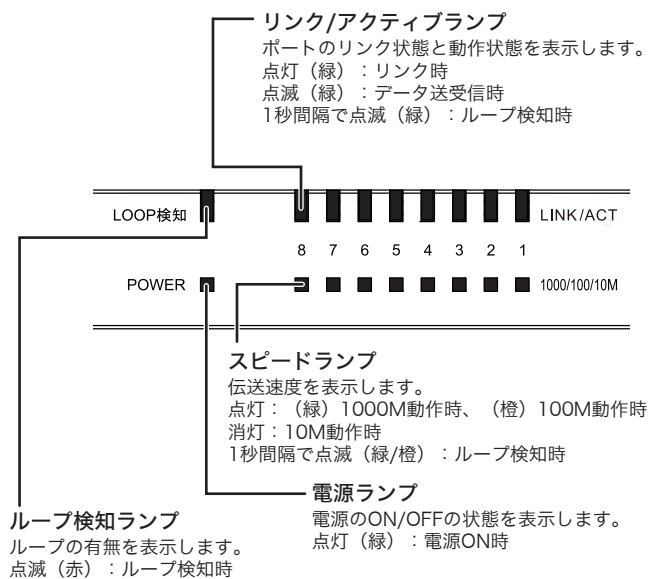 リンク/アクティブランプ
ポートのリンク状態と動作状態を表示します。
点灯（緑）：リンク時
点滅（緑）：データ送受信時
1秒間隔で点滅（緑）：ループ検知時
LOOP検知
LINK/ACT
8 7 6 5 4 3 2 1
POWER
1000/100/10M
スピードランプ
伝送速度を表示します。
点灯：（緑）1000M動作時、（橙）100M動作時
消灯：10M動作時
1秒間隔で点滅（緑/橙）：ループ検知時
電源ランプ
電源のON/OFFの状態を表示します。
点灯（緑）：電源ON時
ループ検知ランプ
ループの有無を表示します。
点滅（赤）：ループ検知時